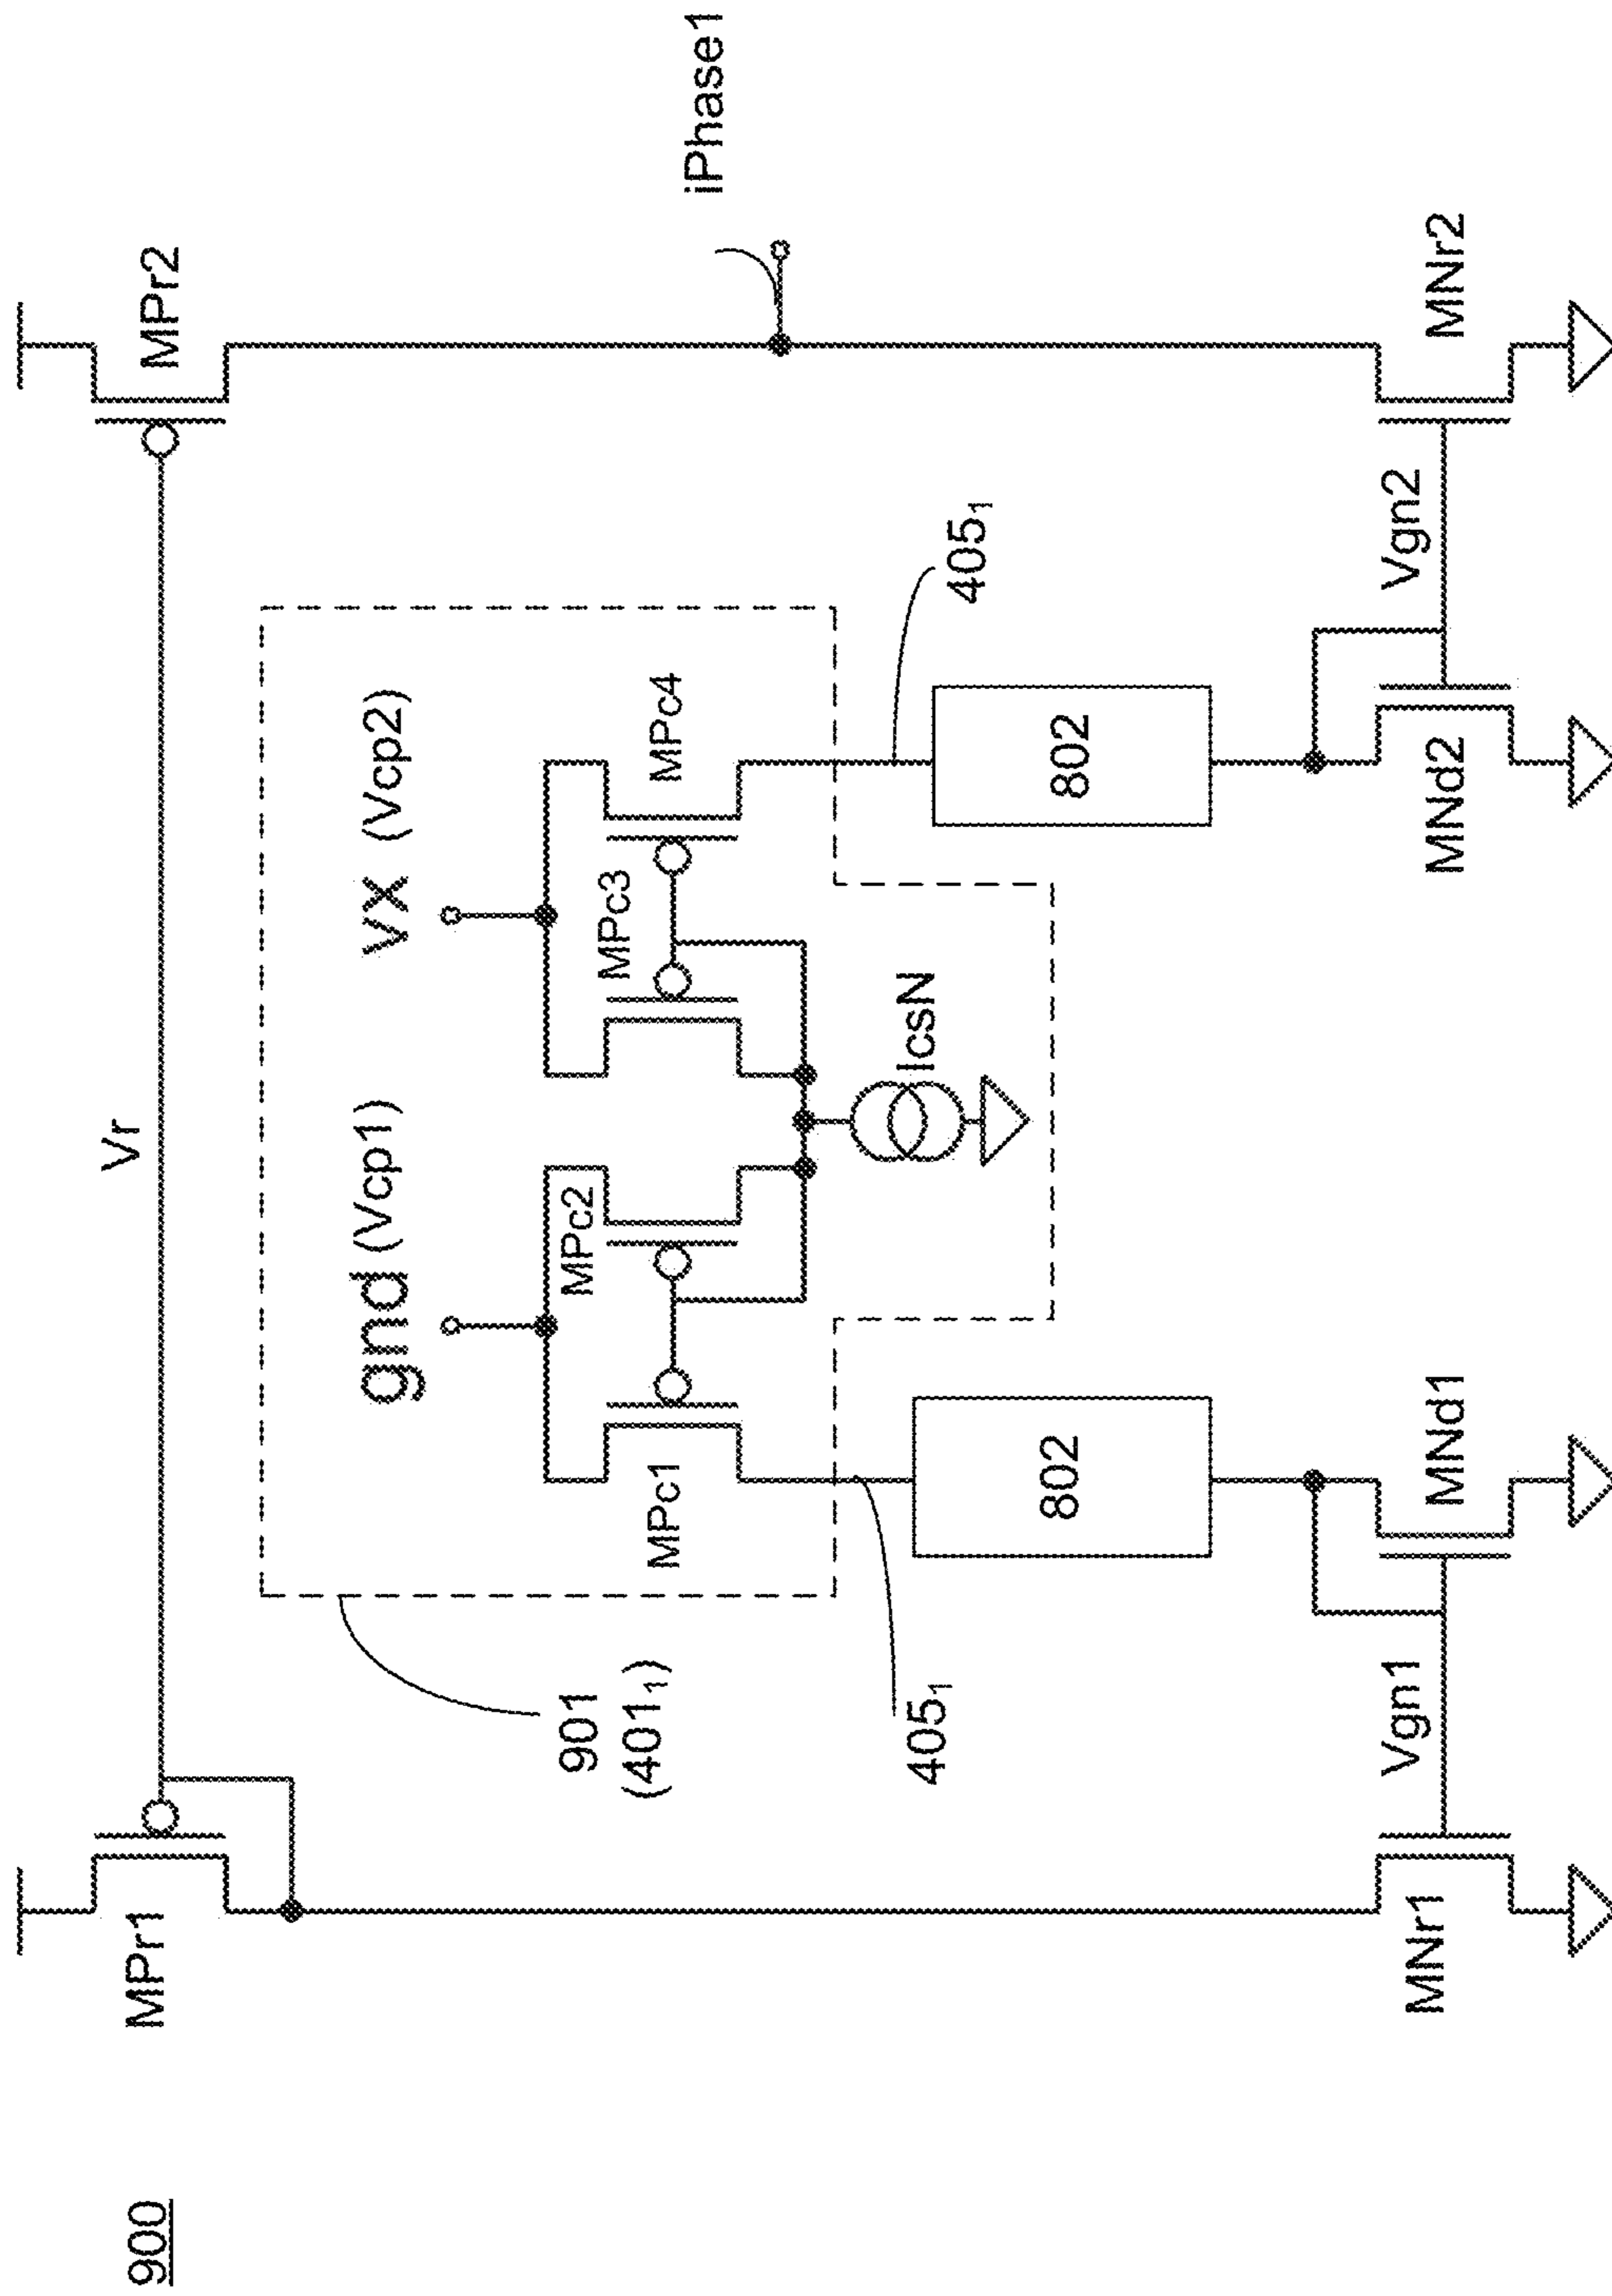 900
MPr1
Vr
MPr2
gnd (Vcp1)
VX (Vcp2)
901
(401₁)
MPc1
MPc2
MPc3
MPc4
iPhase1
IcsN
405₁
405₁
802
802
Vgn1
Vgn2
MNr1
MNd1
MNd2
MNr2